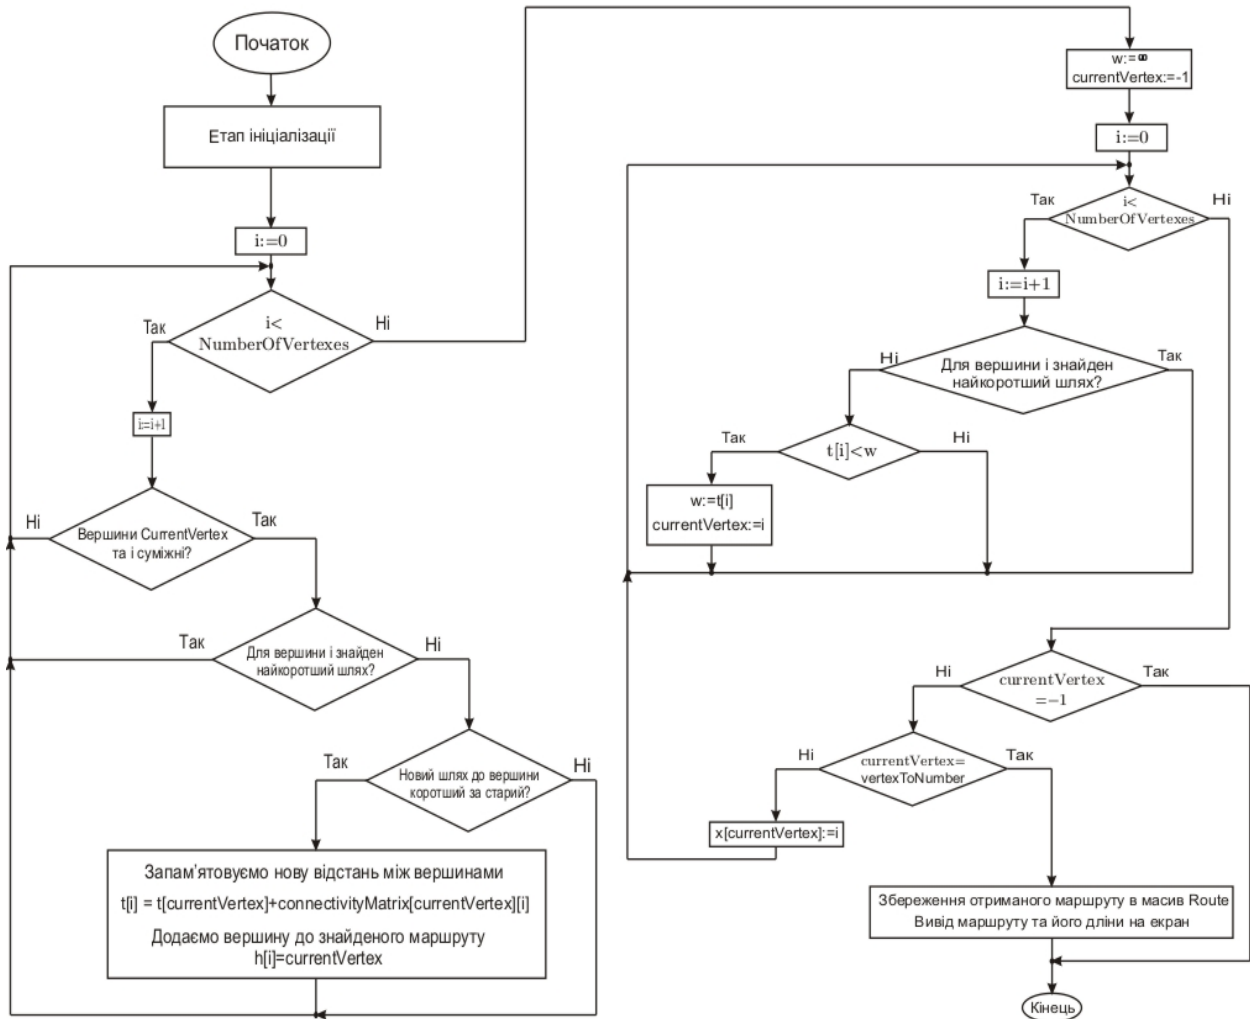 Початок
Етап ініціалізації
i:=0
i<
NumberOfVertexes
Так
Ні
i:=i+1
Вершини CurrentVertex
та і суміжні?
Ні
Так
Для вершини і знайден
найкоротший шлях?
Так
Ні
Новий шлях до вершини
коротший за старий?
Так
Ні
Запам'ятовуємо нову відстань між вершинами
t[i] = t[currentVertex]+connectivityMatrix[currentVertex][i]
Додаємо вершину до знайденого маршруту
h[i]=currentVertex
w:=∞
currentVertex:=-1
i:=0
i<
NumberOfVertexes
Так
Ні
i:=i+1
Для вершини і знайден
найкоротший шлях?
Ні
Так
t[i]<w
Так
Ні
w:=t[i]
currentVertex:=i
currentVertex
=-1
Ні
Так
currentVertex=
vertexToNumber
Ні
Так
x[currentVertex]:=i
Збереження отриманого маршруту в масив Route
Вивід маршруту та його дліни на екран
Кінець